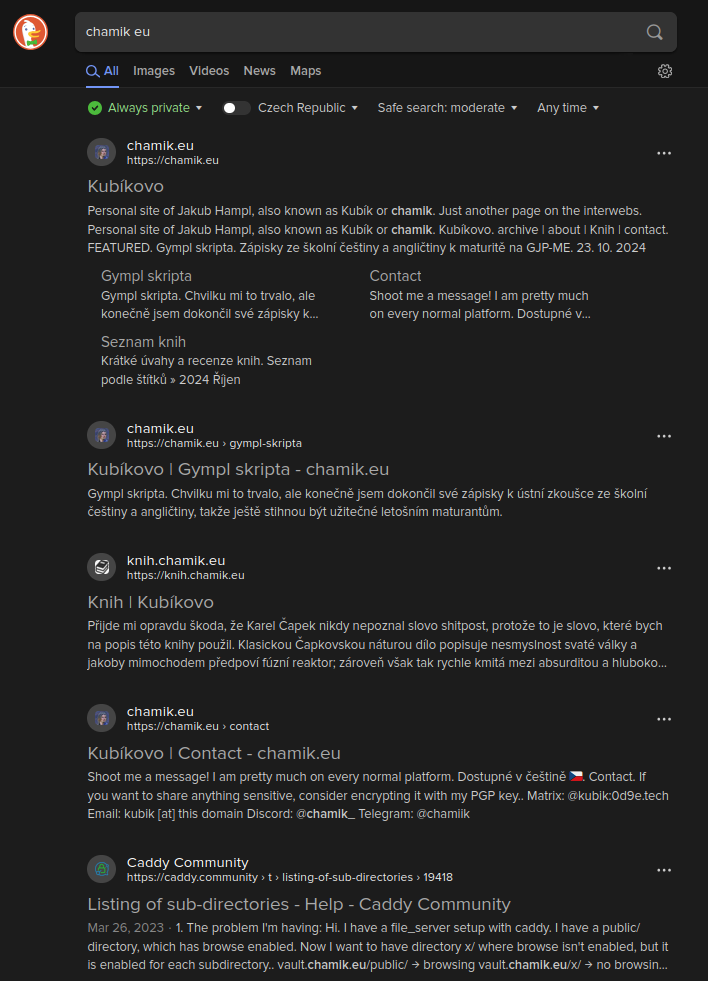 chamik eu
All Images Videos News Maps
Always private Czech Republic Safe search: moderate Any time
chamik.eu
https://chamik.eu
Kubíkovo
Personal site of Jakub Hampl, also known as Kubík or chamik. Just another page on the interwebs.
Personal site of Jakub Hampl, also known as Kubík or chamik. Kubíkovo. archive | about | Knih | contact.
FEATURED. Gympl skripta. Zápisky ze školní češtiny a angličtiny k maturitě na GJP-ME. 23. 10. 2024
Gympl skripta
Gympl skripta. Chvilku mi to trvalo, ale
konečně jsem dokončil své zápisky k...
Contact
Shoot me a message! I am pretty much
on every normal platform. Dostupné v...
Seznam knih
Krátké úvahy a recenze knih. Seznam
podle štítků » 2024 Říjen
chamik.eu
https://chamik.eu › gympl-skripta
Kubíkovo | Gympl skripta - chamik.eu
Gympl skripta. Chvilku mi to trvalo, ale konečně jsem dokončil své zápisky k ústní zkoušce ze školní
češtiny a angličtiny, takže ještě stihnou být užitečné letošním maturantům.
knih.chamik.eu
https://knih.chamik.eu
Knih | Kubíkovo
Přijde mi opravdu škoda, že Karel Čapek nikdy nepoznal slovo shitpost, protože to je slovo, které bych
na popis této knihy použil. Klasickou Čapkovskou náturou dílo popisuje nesmyslnost svaté války a
jakoby mimochodem předpoví fúzní reaktor; zároveň však tak rychle kmitá mezi absurditou a hluboko...
chamik.eu
https://chamik.eu › contact
Kubíkovo | Contact - chamik.eu
Shoot me a message! I am pretty much on every normal platform. Dostupné v češtině 🇨🇿. Contact. If
you want to share anything sensitive, consider encrypting it with my PGP key.. Matrix: @kubik:0d9e.tech
Email: kubik [at] this domain Discord: @chamik_ Telegram: @chamiik
Caddy Community
https://caddy.community › t › listing-of-sub-directories › 19418
Listing of sub-directories - Help - Caddy Community
Mar 26, 2023 · 1. The problem I'm having: Hi. I have a file_server setup with caddy. I have a public/
directory, which has browse enabled. Now I want to have directory x/ where browse isn't enabled, but it
is enabled for each subdirectory.. vault.chamik.eu/public/ → browsing vault.chamik.eu/x/ → no browsin...